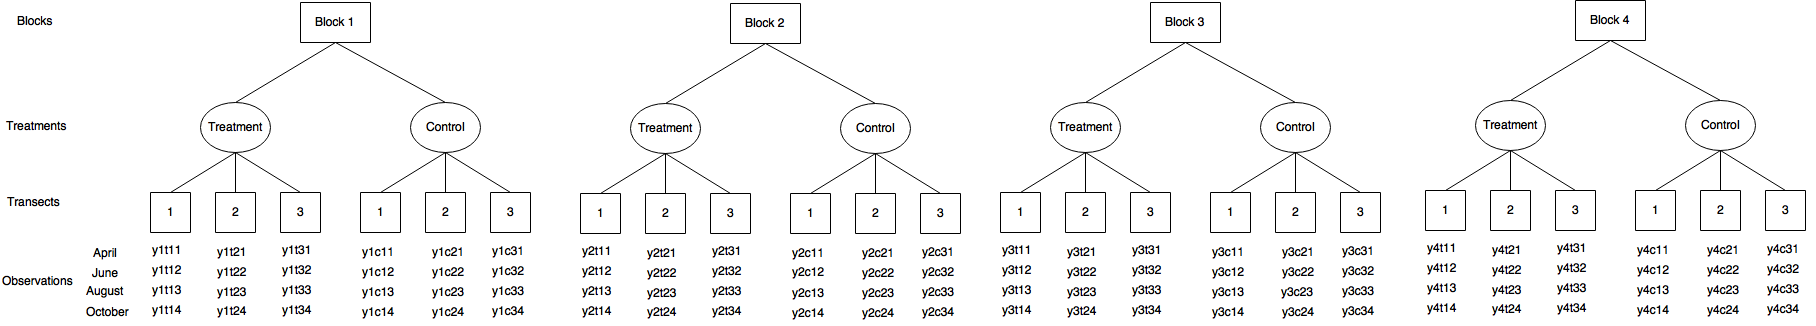 Blocks Block 1 Block 2 Block 3 Block 4
Treatments Treatment Control Treatment Control Treatment Control Treatment Control
Transects 1 2 3 1 2 3 1 2 3 1 2 3 1 2 3 1 2 3 1 2 3 1 2 3
Observations
April y1t11 y1t21 y1t31 y1c11 y1c21 y1c31 y2t11 y2t21 y2t31 y2c11 y2c21 y2c31 y3t11 y3t21 y3t31 y3c11 y3c21 y3c31 y4t11 y4t21 y4t31 y4c11 y4c21 y4c31
June y1t12 y1t22 y1t32 y1c12 y1c22 y1c32 y2t12 y2t22 y2t32 y2c12 y2c22 y2c32 y3t12 y3t22 y3t32 y3c12 y3c22 y3c32 y4t12 y4t22 y4t32 y4c12 y4c22 y4c32
August y1t13 y1t23 y1t33 y1c13 y1c23 y1c33 y2t13 y2t23 y2t33 y2c13 y2c23 y2c33 y3t13 y3t23 y3t33 y3c13 y3c23 y3c33 y4t13 y4t23 y4t33 y4c13 y4c23 y4c33
October y1t14 y1t24 y1t34 y1c14 y1c24 y1c34 y2t14 y2t24 y2t34 y2c14 y2c24 y2c34 y3t14 y3t24 y3t34 y3c14 y3c24 y3c34 y4t14 y4t24 y4t34 y4c14 y4c24 y4c34